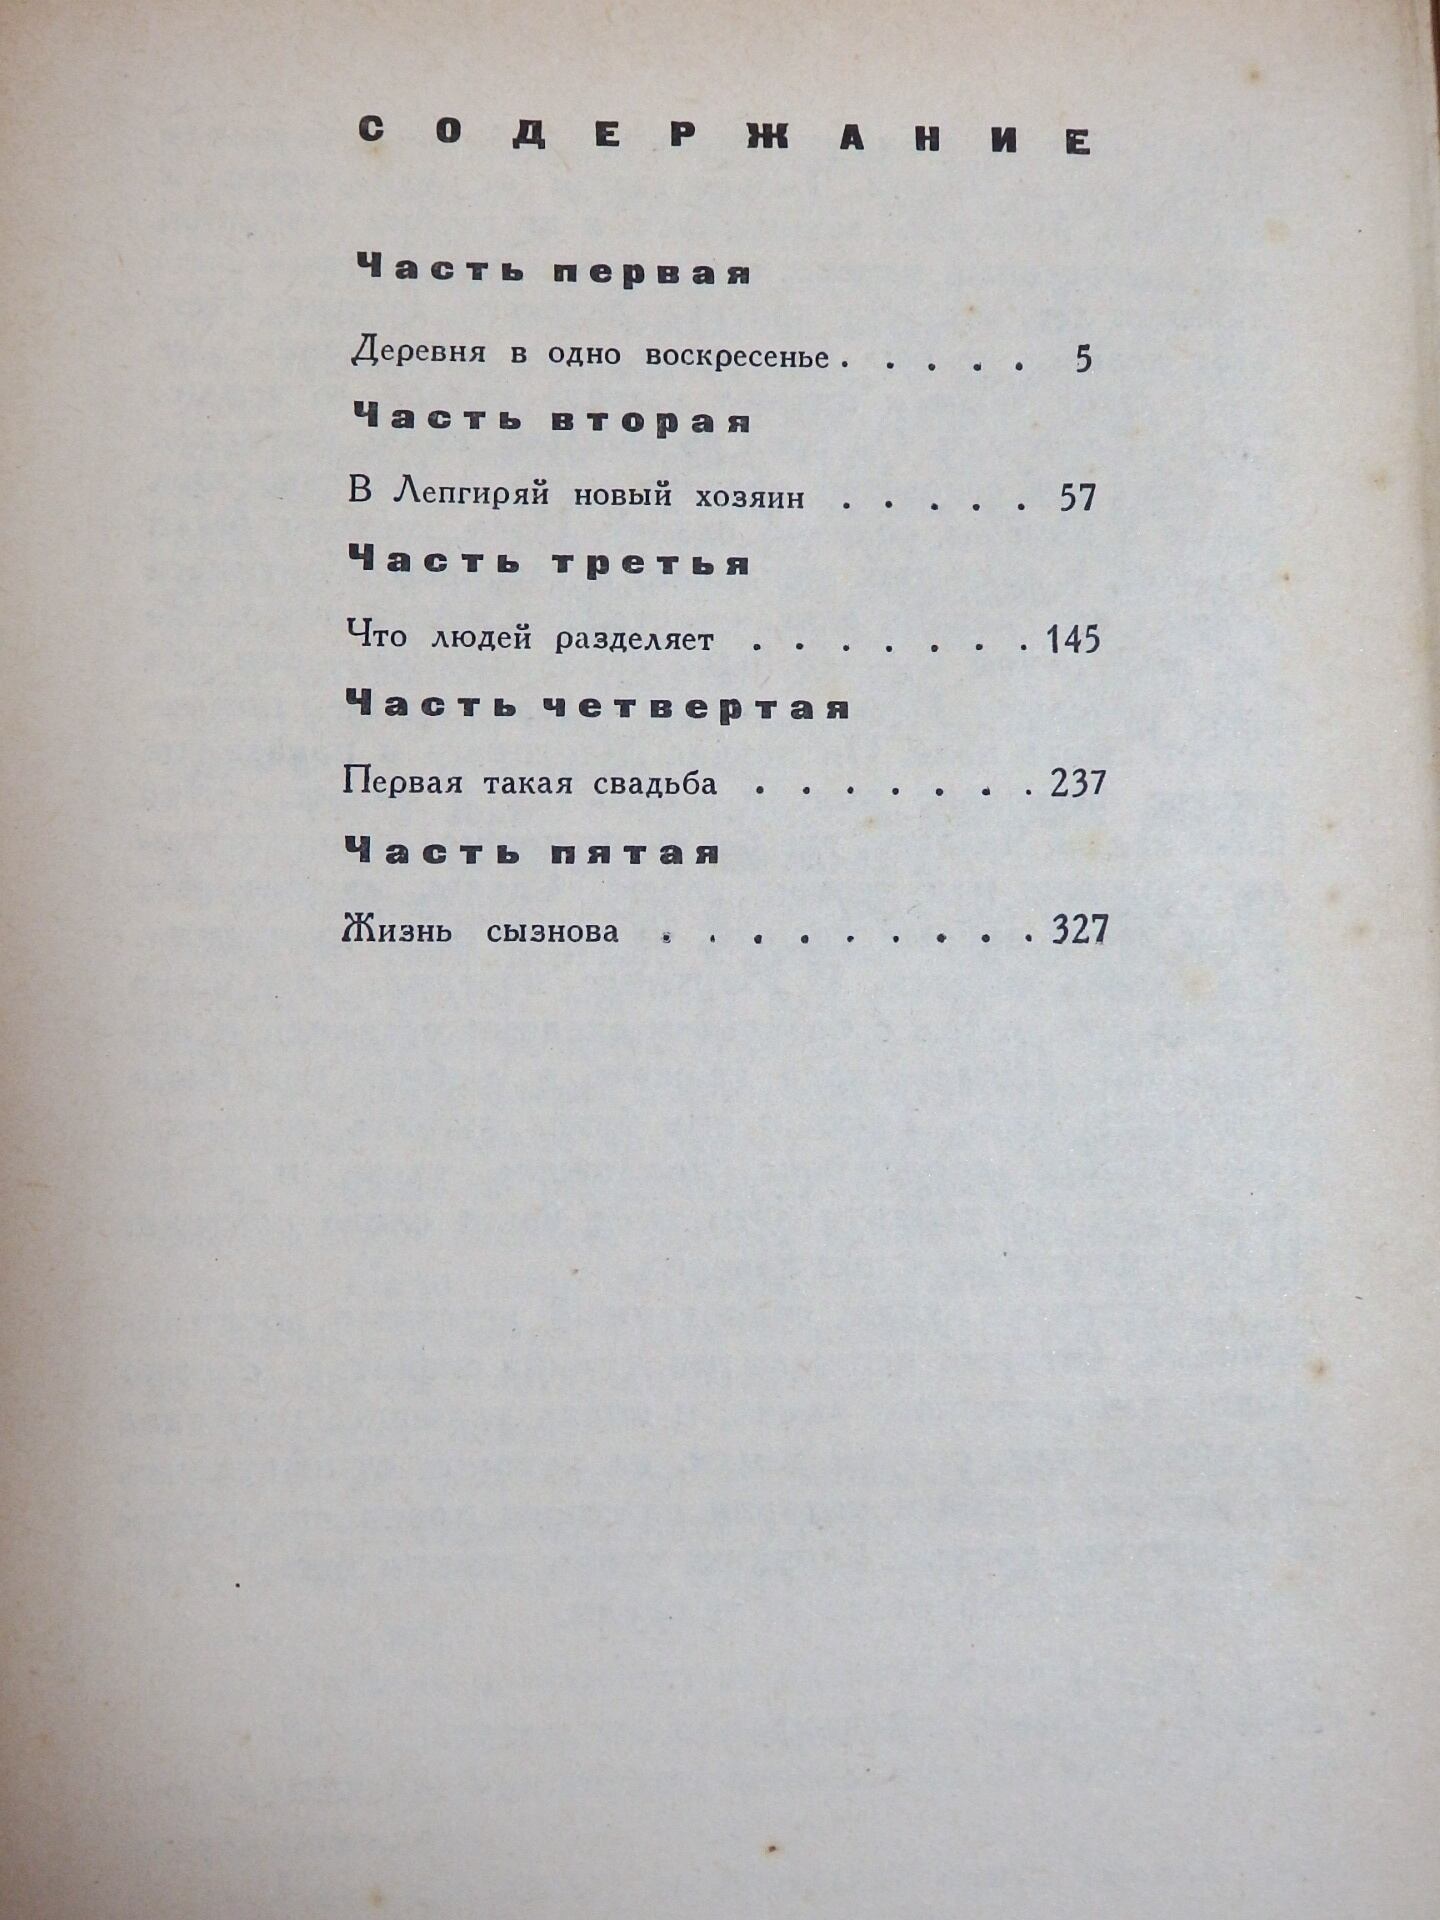 СОДЕРЖАНИЕ
Часть первая
Деревня в одно воскресенье . . . . . 5
Часть вторая
В Лепгиряй новый хозяин . . . . . 57
Часть третья
Что людей разделяет . . . . . . . 145
Часть четвертая
Первая такая свадьба . . . . . . . 237
Часть пятая
Жизнь сызнова . . . . . . . . . 327